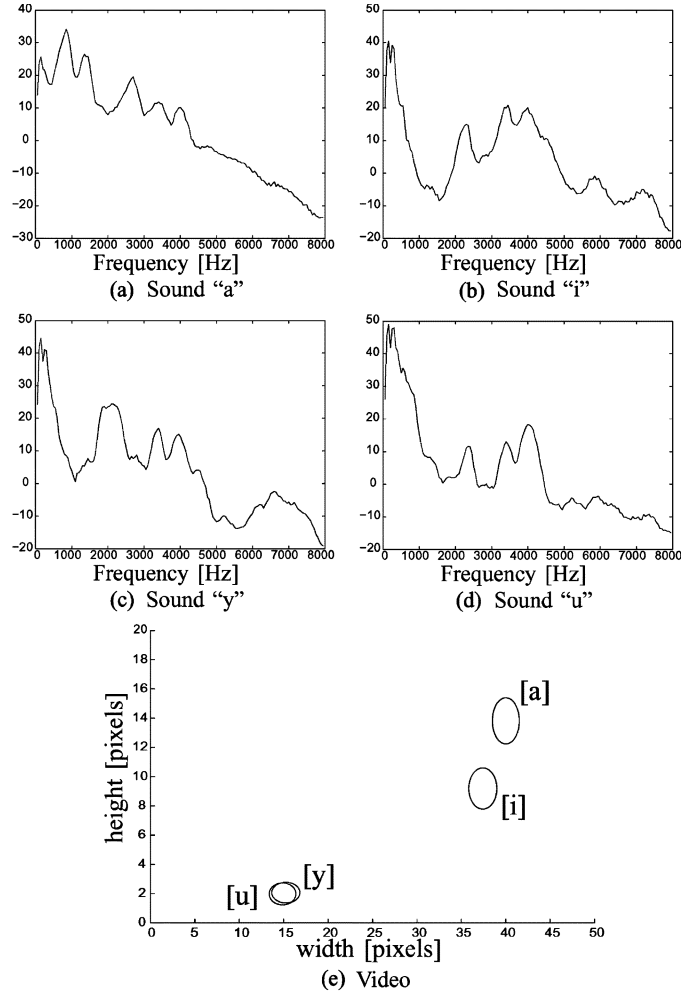 40
30
20
10
0
−10
−20
−30
0 1000 2000 3000 4000 5000 6000 7000 8000
Frequency [Hz]
(a) Sound “a”
50
40
30
20
10
0
−10
−20
0 1000 2000 3000 4000 5000 6000 7000 8000
Frequency [Hz]
(b) Sound “i”
50
40
30
20
10
0
−10
−20
0 1000 2000 3000 4000 5000 6000 7000 8000
Frequency [Hz]
(c) Sound “y”
50
40
30
20
10
0
−10
−20
0 1000 2000 3000 4000 5000 6000 7000 8000
Frequency [Hz]
(d) Sound “u”
20
18
16
14
12
10
8
6
4
2
0
height [pixels]
[a]
[i]
[y]
[u]
0 5 10 15 20 25 30 35 40 45 50
width [pixels]
(e) Video